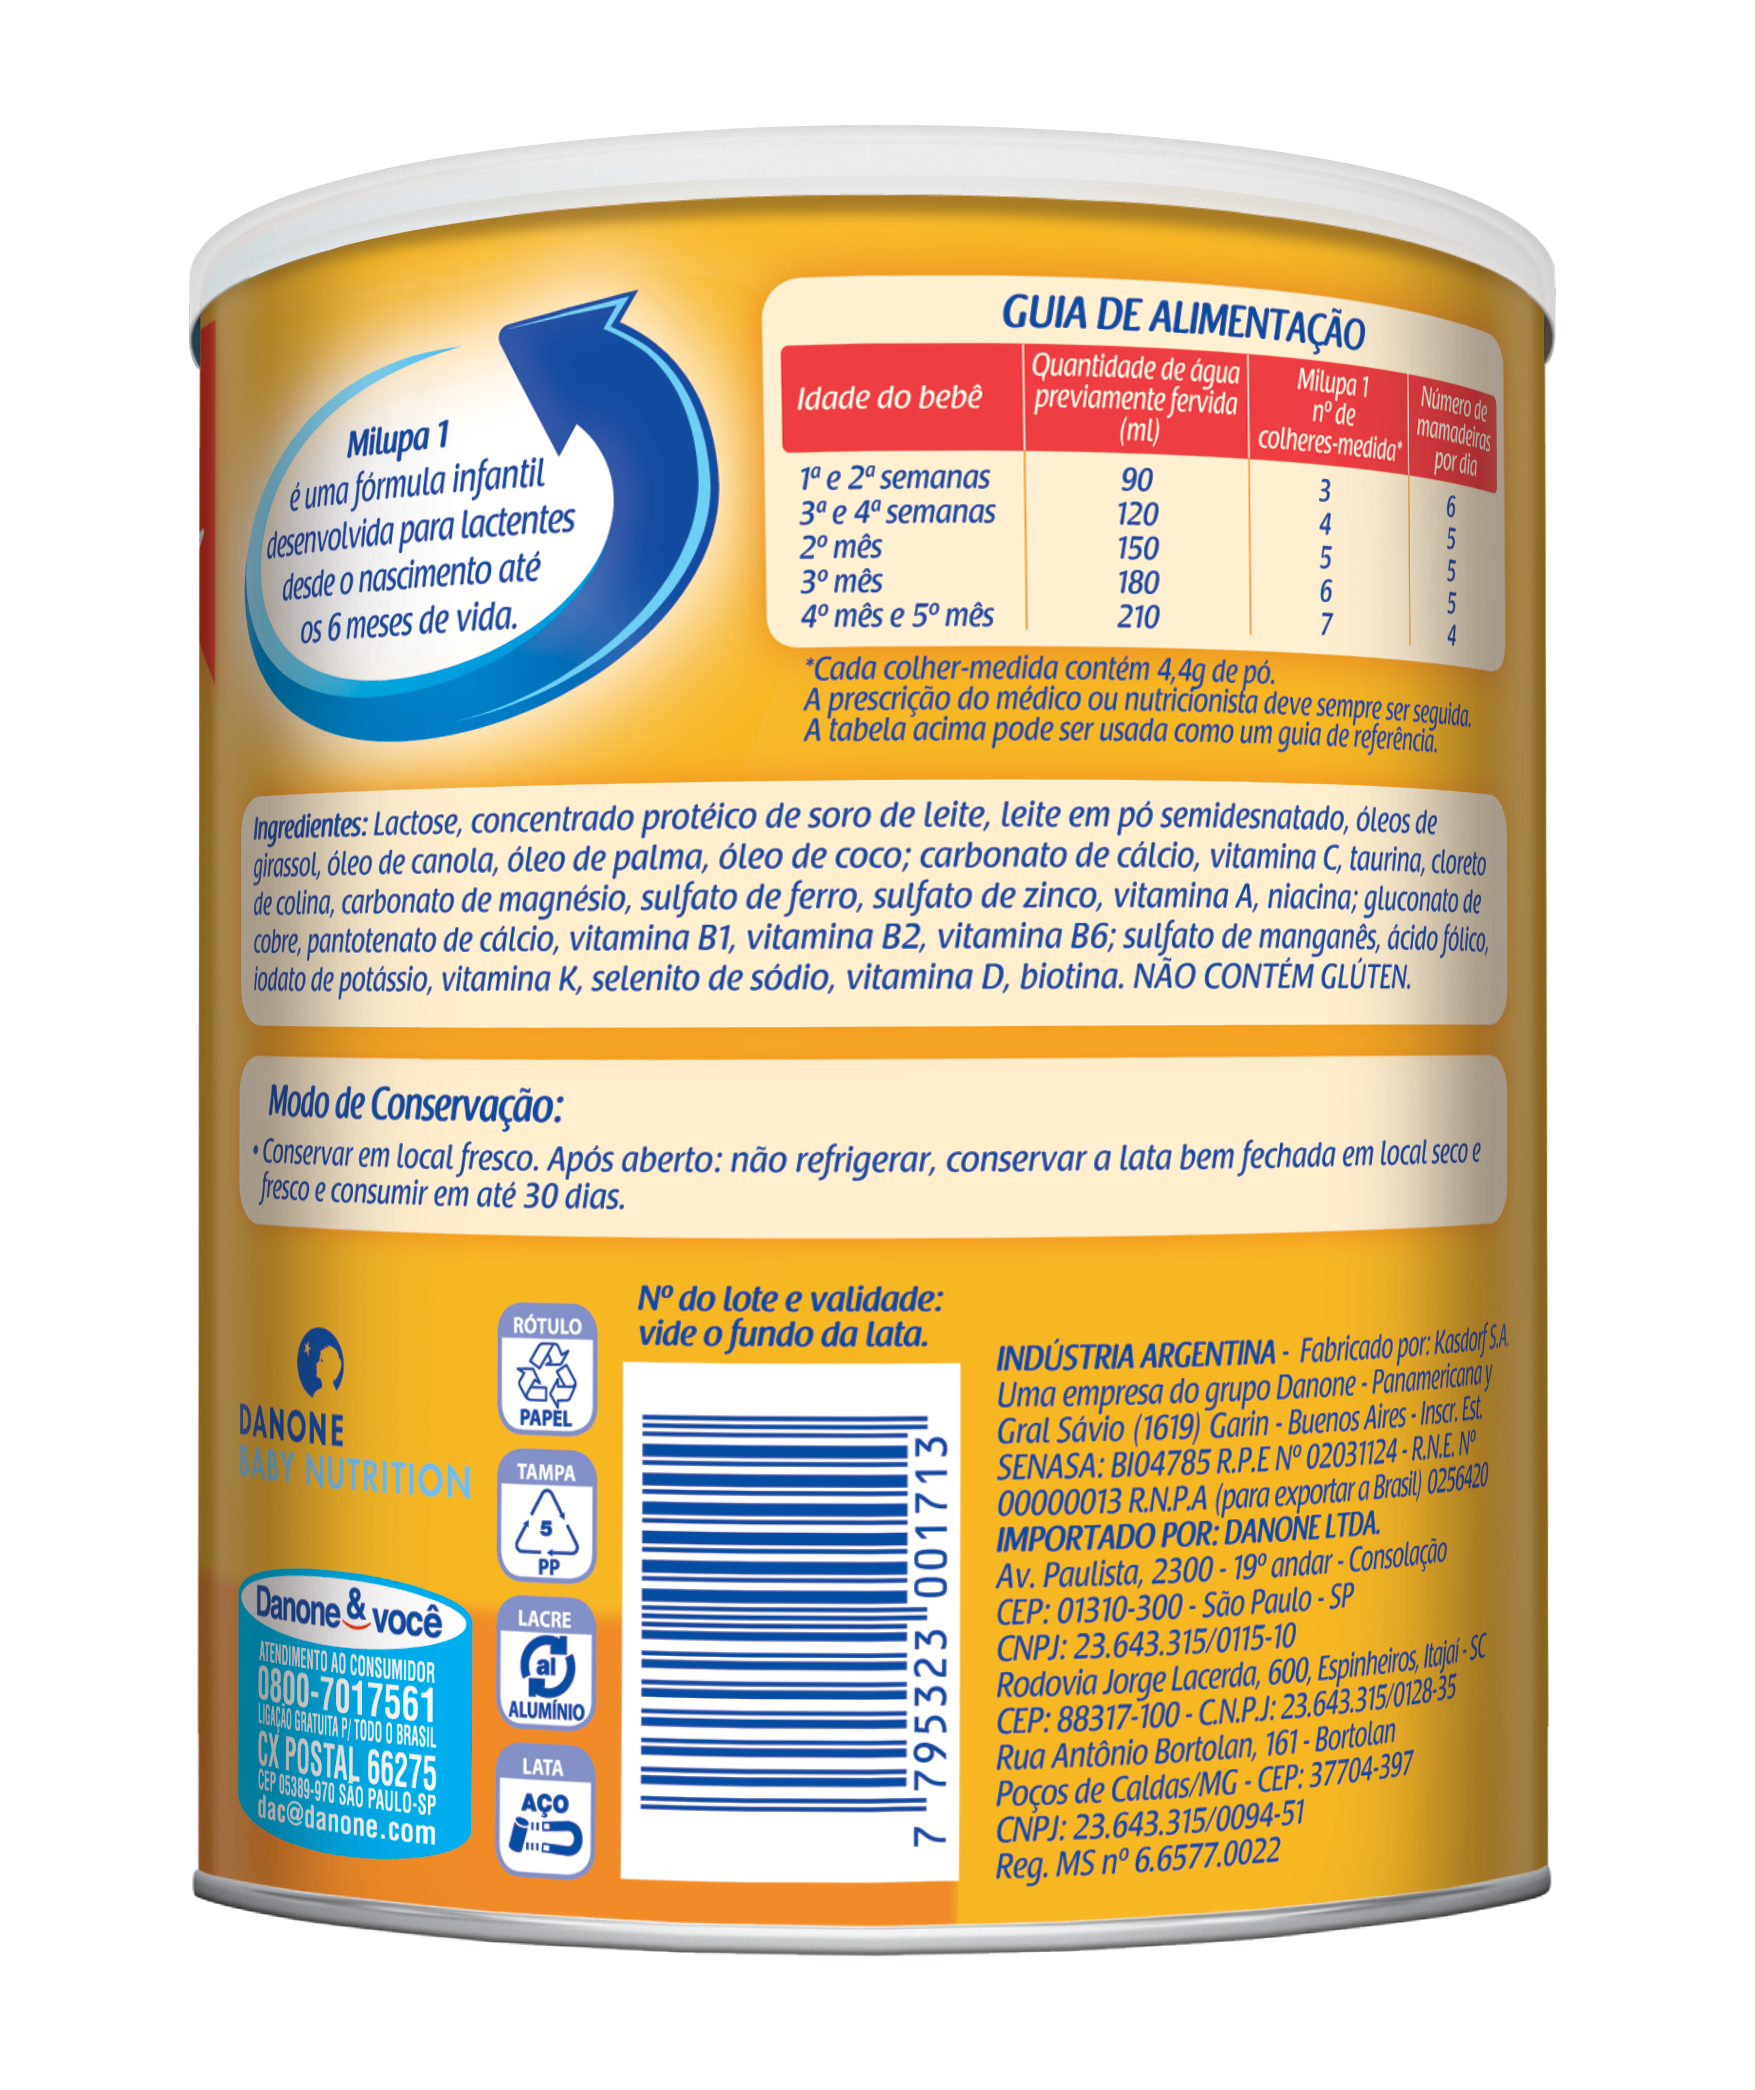 Milupa 1
é uma fórmula infantil
desenvolvida para lactentes
desde o nascimento até
os 6 meses de vida.
GUIA DE ALIMENTAÇÃO
Idade do bebê
Quantidade de água
previamente fervida
(ml)
Milupa 1
nº de
colheres-medida*
Número de
mamadeiras
por dia
1ª e 2ª semanas 90 3 6
3ª e 4ª semanas 120 4 5
2º mês 150 5 5
3º mês 180 6 5
4º mês e 5º mês 210 7 4
*Cada colher-medida contém 4,4g de pó.
A prescrição do médico ou nutricionista deve sempre ser seguida.
A tabela acima pode ser usada como um guia de referência.
Ingredientes: Lactose, concentrado protéico de soro de leite, leite em pó semidesnatado, óleos de
girassol, óleo de canola, óleo de palma, óleo de coco; carbonato de cálcio, vitamina C, taurina, cloreto
de colina, carbonato de magnésio, sulfato de ferro, sulfato de zinco, vitamina A, niacina; gluconato de
cobre, pantotenato de cálcio, vitamina B1, vitamina B2, vitamina B6; sulfato de manganês, ácido fólico,
iodato de potássio, vitamina K, selenito de sódio, vitamina D, biotina. NÃO CONTÉM GLÚTEN.
Modo de Conservação:
• Conservar em local fresco. Após aberto: não refrigerar, conservar a lata bem fechada em local seco e
fresco e consumir em até 30 dias.
DANONE
BABY NUTRITION
Danone & você
ATENDIMENTO AO CONSUMIDOR
0800-7017561
LIGAÇÃO GRATUITA P/ TODO O BRASIL
CX POSTAL 66275
CEP 05389-970 SÃO PAULO-SP
dac@danone.com
RÓTULO
PAPEL
TAMPA
5
PP
LACRE
al
ALUMÍNIO
LATA
AÇO
Nº do lote e validade:
vide o fundo da lata.
7 795323 001713
INDÚSTRIA ARGENTINA - Fabricado por: Kasdorf S.A.
Uma empresa do grupo Danone - Panamericana y
Gral Sávio (1619) Garin - Buenos Aires - Inscr. Est.
SENASA: BI04785 R.P.E Nº 02031124 - R.N.E. Nº
00000013 R.N.P.A (para exportar a Brasil) 0256420
IMPORTADO POR: DANONE LTDA.
Av. Paulista, 2300 - 19º andar - Consolação
CEP: 01310-300 - São Paulo - SP
CNPJ: 23.643.315/0115-10
Rodovia Jorge Lacerda, 600, Espinheiros, Itajaí - SC
CEP: 88317-100 - C.N.P.J: 23.643.315/0128-35
Rua Antônio Bortolan, 161 - Bortolan
Poços de Caldas/MG - CEP: 37704-397
CNPJ: 23.643.315/0094-51
Reg. MS nº 6.6577.0022